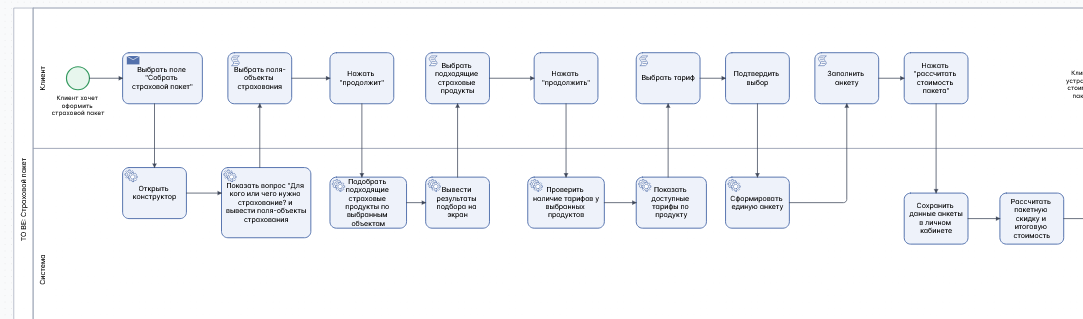 ТО ВЕ: Страховой пакет
Клиент
Клиент хочет
оформить
страховой пакет
Выбрать поле
"Собрать
страховой пакет"
Выбрать поля-
объекты
страхования
Нажать
"продолжит"
Выбрать
подходящие
страховые
продукты
Нажать
"продолжить"
Выбрать тариф
Подтвердить
выбор
Заполнить
анкету
Нажать
"рассчитать
стоимость
пакета"
Система
Открыть
конструктор
Показать вопрос "Для
кого или чего нужно
страхование? и
вывести поля-объекты
страхования
Подобрать
подходящие
страховые
продукты по
выбранным
объектам
Вывести
результаты
подбора на
экран
Проверить
наличие тарифов у
выбранных
продуктов
Показать
доступные
тарифы по
продукту
Сформировать
единую анкету
Сохранить
данные анкеты
в личном
кабинете
Рассчитать
пакетную
скидку и
итоговую
стоимость